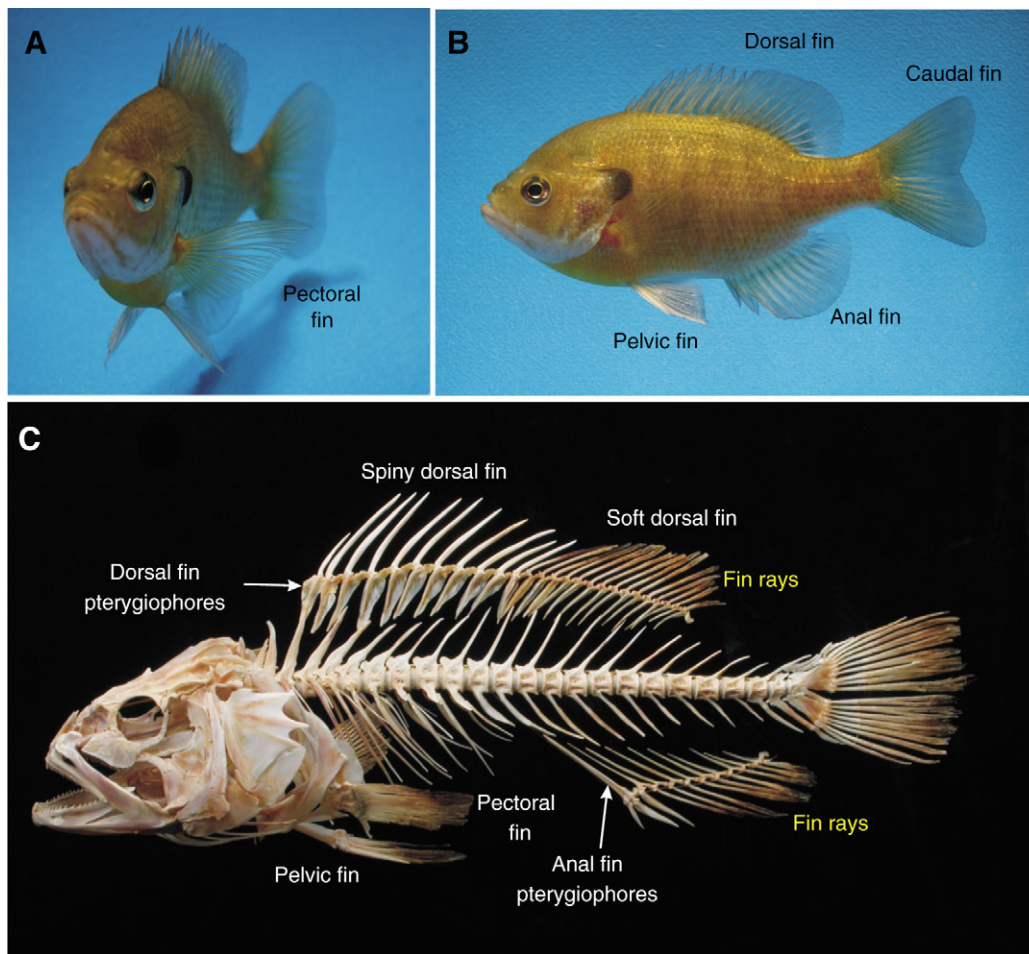 A
Pectoral
fin
B
Dorsal fin
Caudal fin
Pelvic fin
Anal fin
C
Spiny dorsal fin
Soft dorsal fin
Dorsal fin
pterygiophores
Fin rays
Pectoral
fin
Fin rays
Pelvic fin
Anal fin
pterygiophores